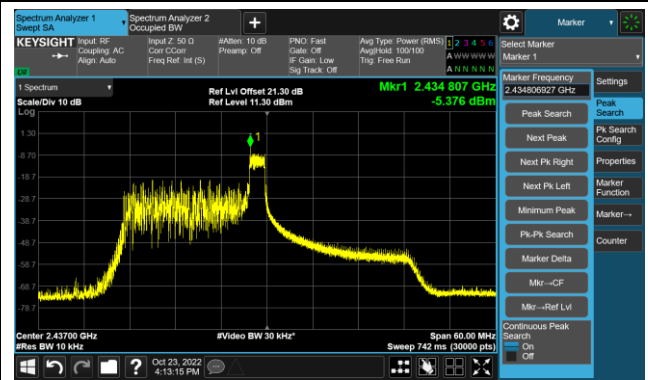 Spectrum Analyzer 1
Swept SA
Spectrum Analyzer 2
Occupied BW
Marker
KEYSIGHT
Input: RF
Coupling: AC
Align: Auto
Input Z: 50 Ω
Corr CCorr
Freq Ref: Int (S)
#Atten: 10 dB
Preamp: Off
PNO: Fast
Gate: Off
IF Gain: Low
Sig Track: Off
Avg Type: Power (RMS)
Avg|Hold: 100/100
Trig: Free Run
1 2 3 4 5 6
A W W W W W
A N N N N N
Select Marker
Marker 1
LXI
1 Spectrum
Scale/Div 10 dB
Log
Ref Lvl Offset 21.30 dB
Ref Level 11.30 dBm
Mkr1 2.434 807 GHz
-5.376 dBm
1.30
-8.70
-18.7
-28.7
-38.7
-48.7
-58.7
-68.7
-78.7
1
Center 2.43700 GHz
#Res BW 10 kHz
#Video BW 30 kHz*
Span 60.00 MHz
Sweep 742 ms (30000 pts)
Marker Frequency
2.434806927 GHz
Peak Search
Next Peak
Next Pk Right
Next Pk Left
Minimum Peak
Pk-Pk Search
Marker Delta
Mkr→CF
Mkr→Ref Lvl
Continuous Peak
Search
On
Off
Settings
Peak
Search
Pk Search
Config
Properties
Marker
Function
Marker→
Counter
?
Oct 23, 2022
4:13:15 PM